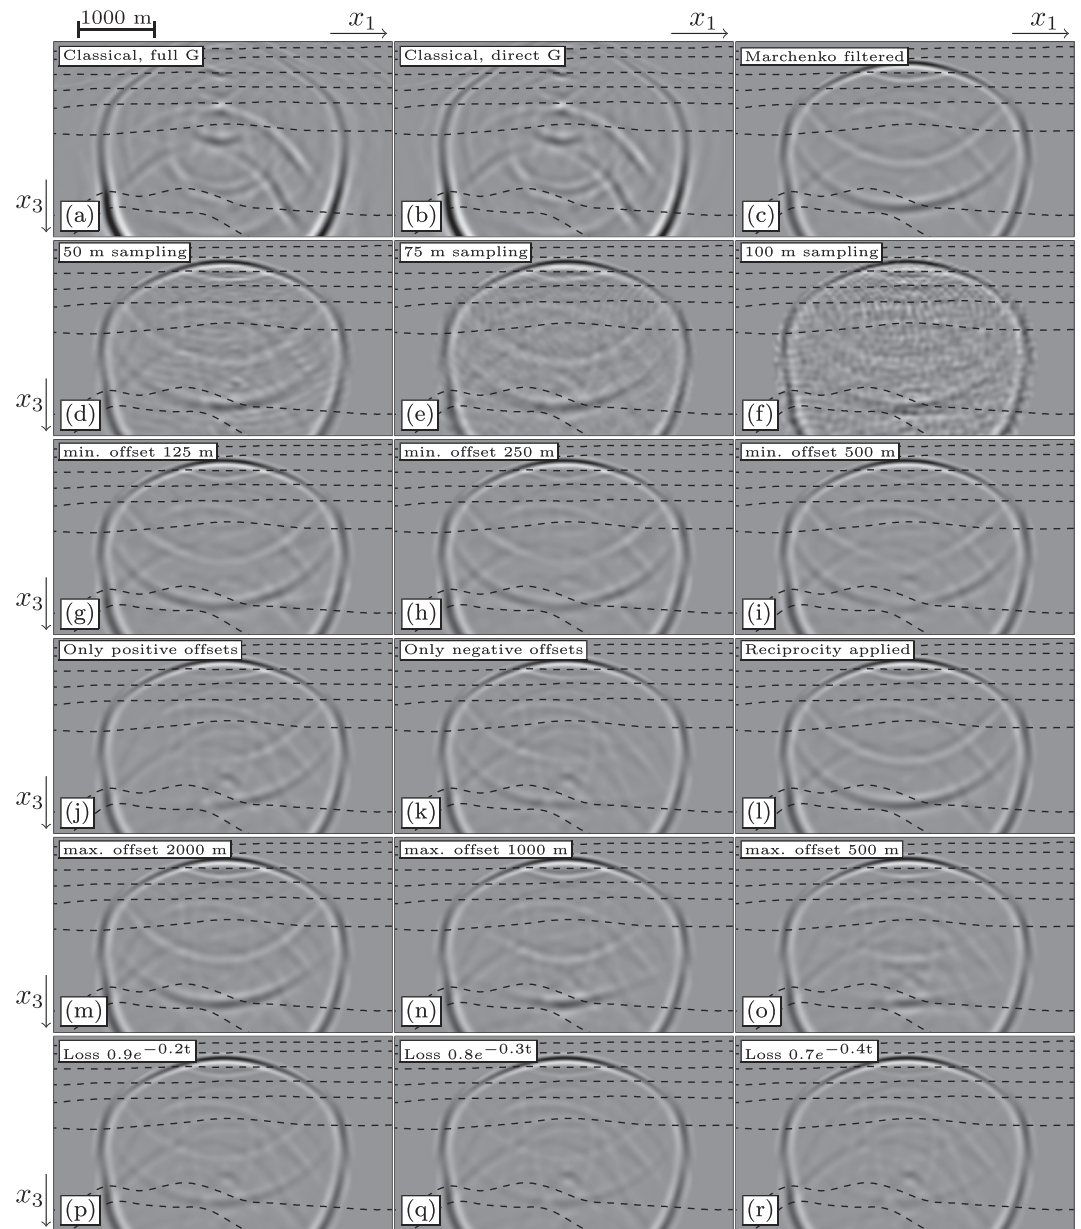 1000 m
x1
x1
x1
Classical, full G
Classical, direct G
Marchenko filtered
x3
(a)
(b)
(c)
50 m sampling
75 m sampling
100 m sampling
x3
(d)
(e)
(f)
min. offset 125 m
min. offset 250 m
min. offset 500 m
x3
(g)
(h)
(i)
Only positive offsets
Only negative offsets
Reciprocity applied
x3
(j)
(k)
(l)
max. offset 2000 m
max. offset 1000 m
max. offset 500 m
x3
(m)
(n)
(o)
Loss 0.9e−0.2t
Loss 0.8e−0.3t
Loss 0.7e−0.4t
x3
(p)
(q)
(r)